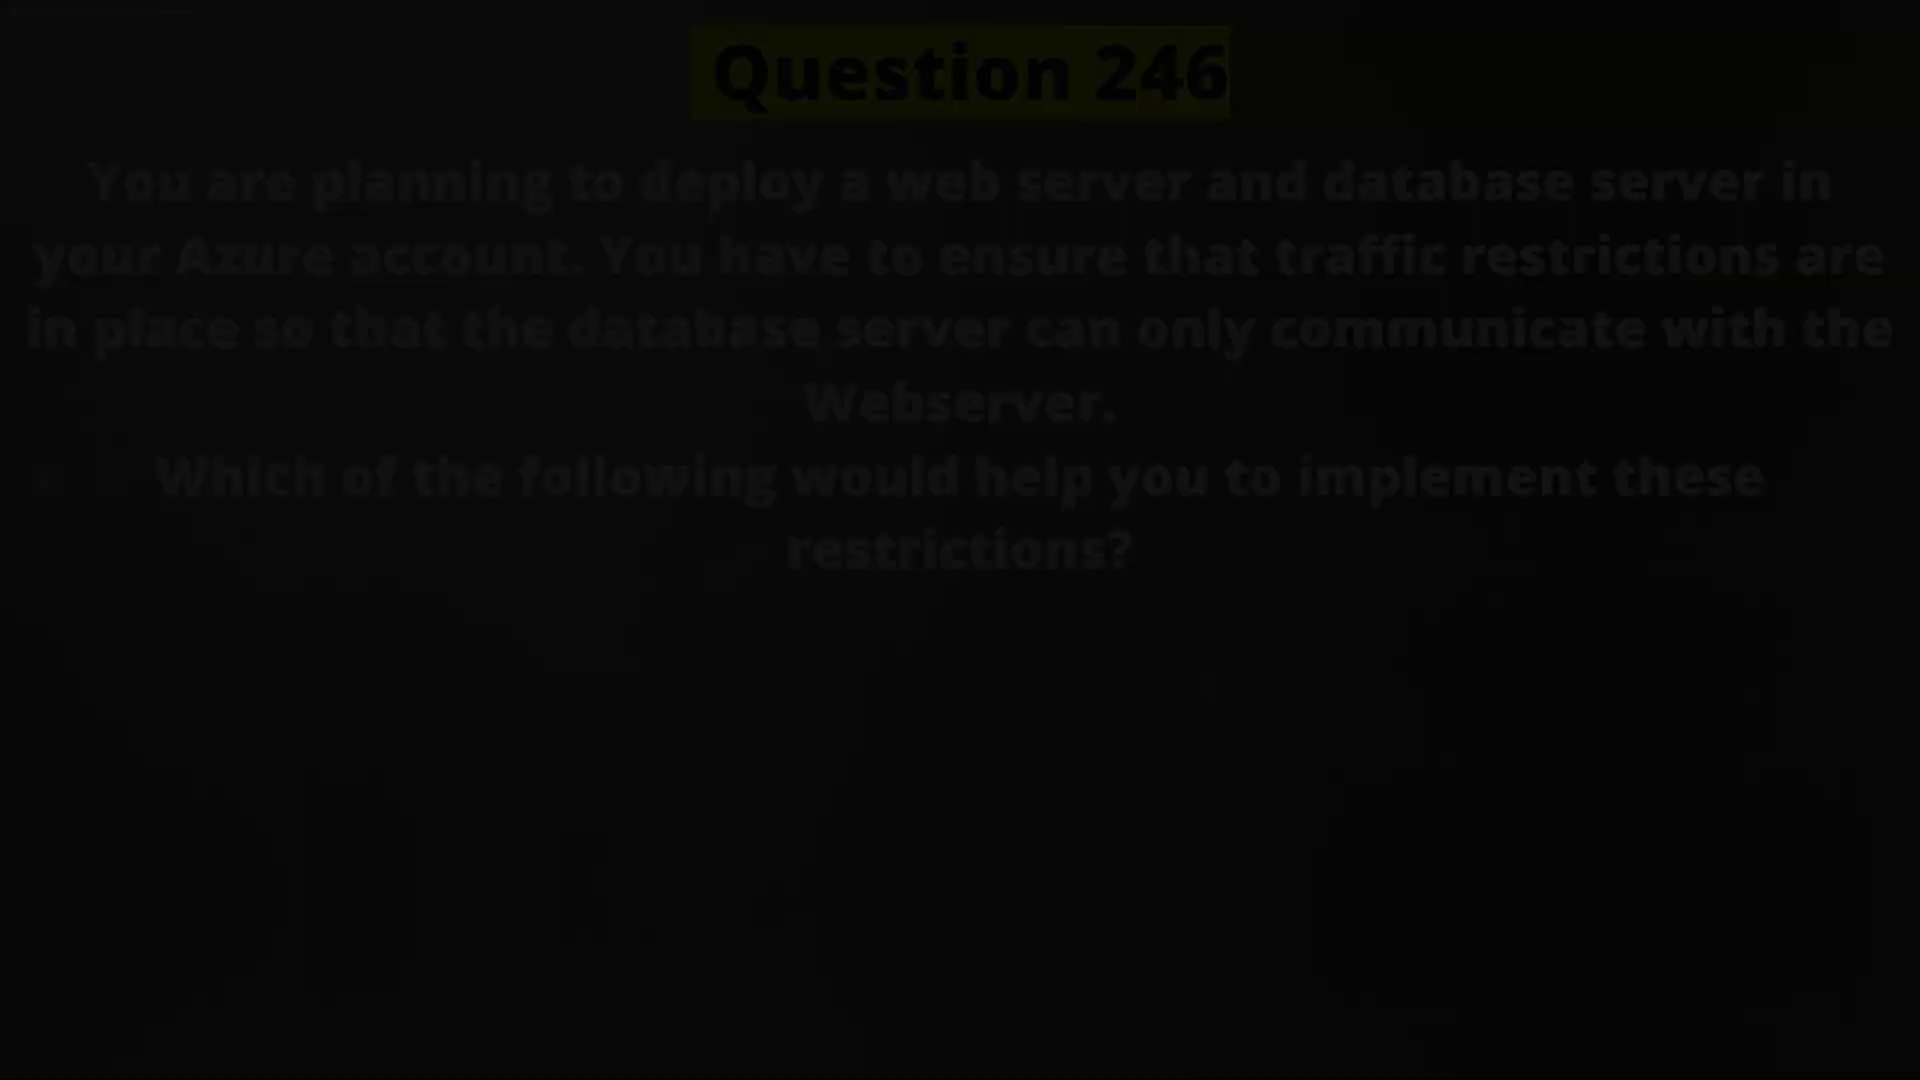 Question 246
You are planning to deploy a web server and database server in
your Azure account. You have to ensure that traffic restrictions are
in place so that the database server can only communicate with the
Webserver.
Which of the following would help you to implement these
restrictions?